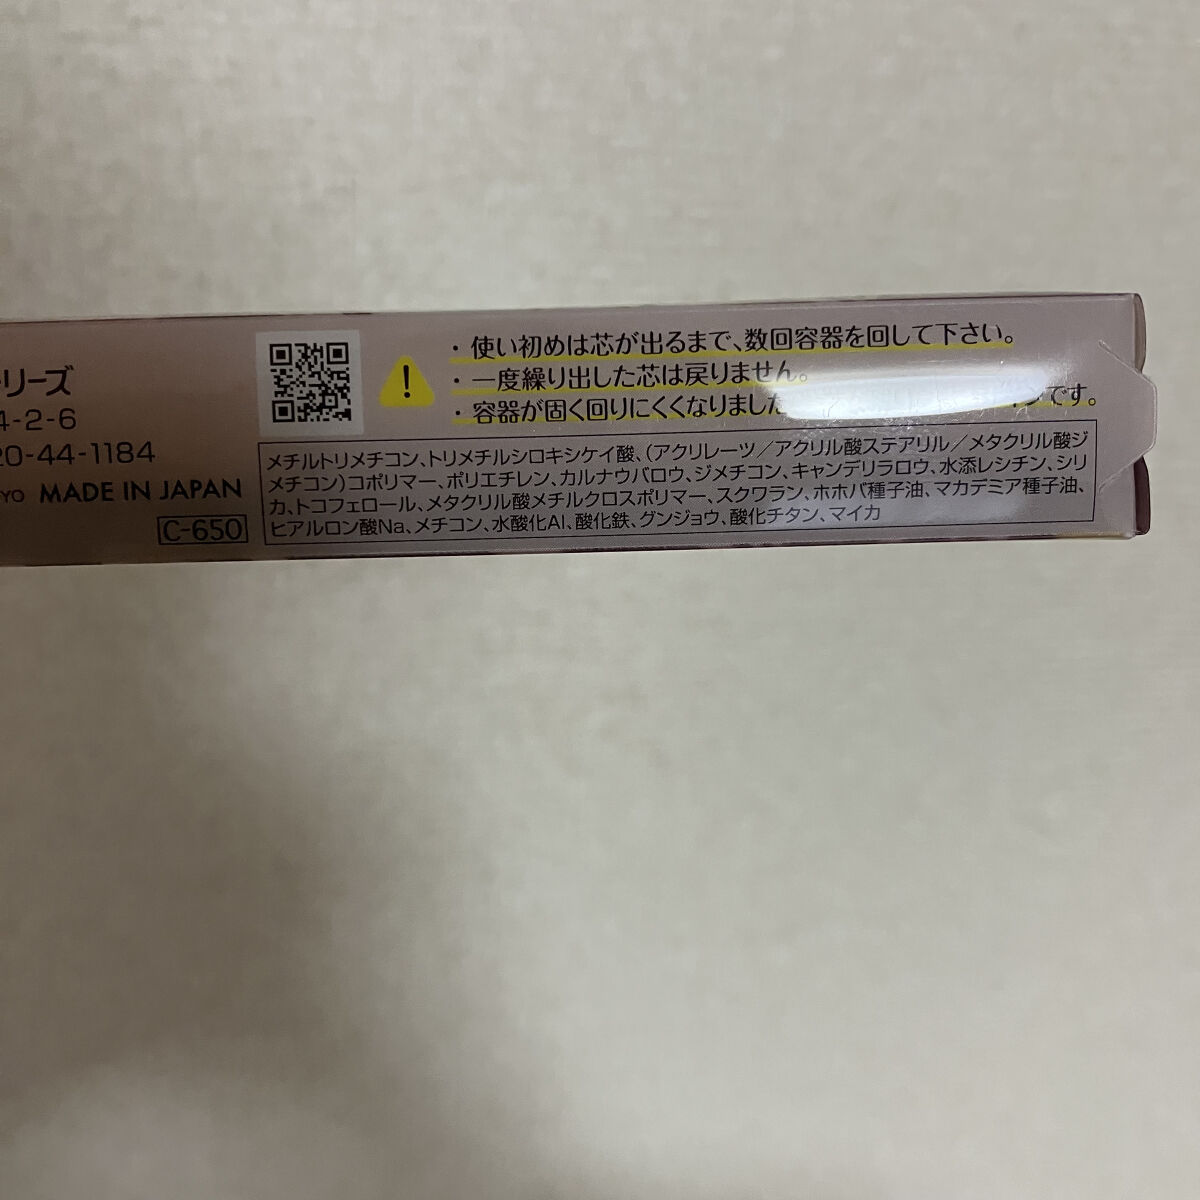 ・使い初めは芯が出るまで、数回容器を回して下さい。
・一度繰り出した芯は戻りません。
・容器が固く回りにくくなりました
です。
リーズ
4-2-6
20-44-1184
YO MADE IN JAPAN
C-650
メチルトリメチコン、トリメチルシロキシケイ酸、(アクリレーツ/アクリル酸ステアリル/メタクリル酸ジ
メチコン)コポリマー、ポリエチレン、カルナウバロウ、ジメチコン、キャンデリラロウ、水添レシチン、シリ
カ、トコフェロール、メタクリル酸メチルクロスポリマー、スクワラン、ホホバ種子油、マカデミア種子油、
ヒアルロン酸Na、メチコン、水酸化Al、酸化鉄、グンジョウ、酸化チタン、マイカ